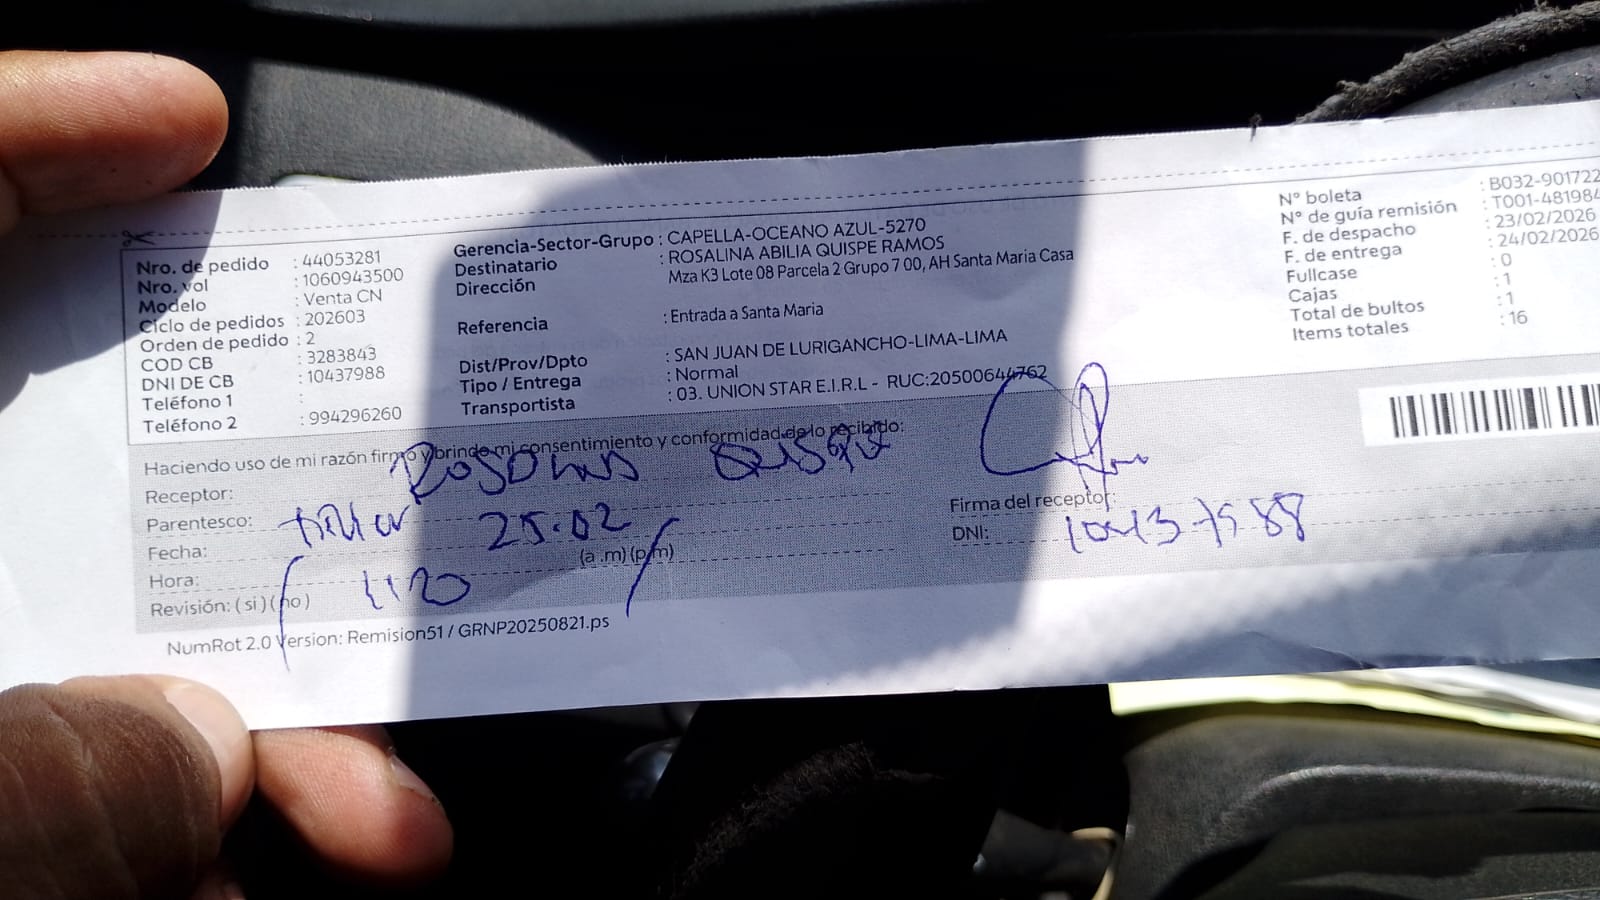 Nro. de pedido : 44053281
Nro. vol : 1060943500
Modelo : Venta CN
Ciclo de pedidos : 202603
Orden de pedido : 2
COD CB : 3283843
DNI DE CB : 10437988
Teléfono 1 :
Teléfono 2 : 994296260
Gerencia-Sector-Grupo : CAPELLA-OCEANO AZUL-5270
Destinatario : ROSALINA ABILIA QUISPE RAMOS
Dirección Mza K3 Lote 08 Parcela 2 Grupo 7 00, AH Santa Maria Casa
Referencia : Entrada a Santa Maria
Dist/Prov/Dpto : SAN JUAN DE LURIGANCHO-LIMA-LIMA
Tipo / Entrega : Normal
Transportista : 03. UNION STAR E.I.R.L - RUC:20500644762
N° boleta : B032-901722
N° de guía remisión : T001-481984
F. de despacho : 23/02/2026
F. de entrega : 24/02/2026
Fullcase : 0
Cajas : 1
Total de bultos : 1
Items totales : 16
Haciendo uso de mi razón firmo y brindo mi consentimiento y conformidad de lo recibido:
Receptor:
Parentesco:
Fecha: 25.02
Hora: 1120 (a .m) (p/m)
Revisión: ( si ) ( no )
Firma del receptor:
DNI:
NumRot 2.0 Version: Remision51 / GRNP20250821.ps